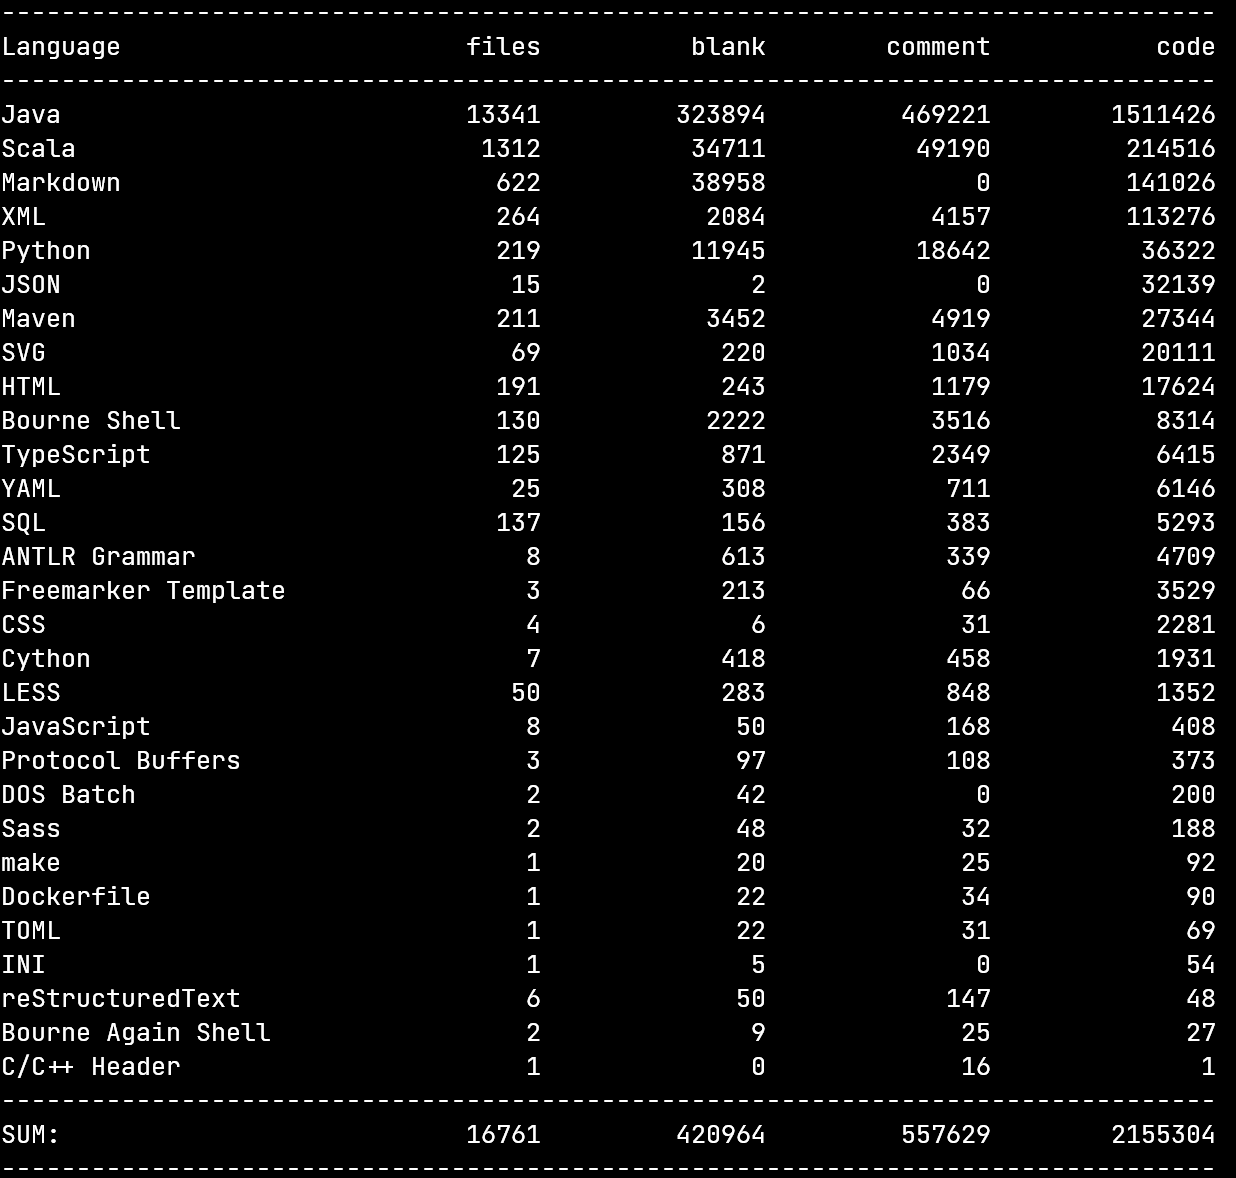 -------------------------------------------------------------------------------
Language                       files          blank        comment           code
-------------------------------------------------------------------------------
Java                           13341         323894         469221        1511426
Scala                           1312          34711          49190         214516
Markdown                         622          38958              0         141026
XML                              264           2084           4157         113276
Python                           219          11945          18642          36322
JSON                              15              2              0          32139
Maven                            211           3452           4919          27344
SVG                               69            220           1034          20111
HTML                             191            243           1179          17624
Bourne Shell                     130           2222           3516           8314
TypeScript                       125            871           2349           6415
YAML                              25            308            711           6146
SQL                              137            156            383           5293
ANTLR Grammar                      8            613            339           4709
Freemarker Template                3            213             66           3529
CSS                                4              6             31           2281
Cython                             7            418            458           1931
LESS                              50            283            848           1352
JavaScript                         8             50            168            408
Protocol Buffers                   3             97            108            373
DOS Batch                          2             42              0            200
Sass                               2             48             32            188
make                               1             20             25             92
Dockerfile                         1             22             34             90
TOML                               1             22             31             69
INI                                1              5              0             54
reStructuredText                   6             50            147             48
Bourne Again Shell                 2              9             25             27
C/C++ Header                       1              0             16              1
-------------------------------------------------------------------------------
SUM:                           16761         420964         557629        2155304
-------------------------------------------------------------------------------